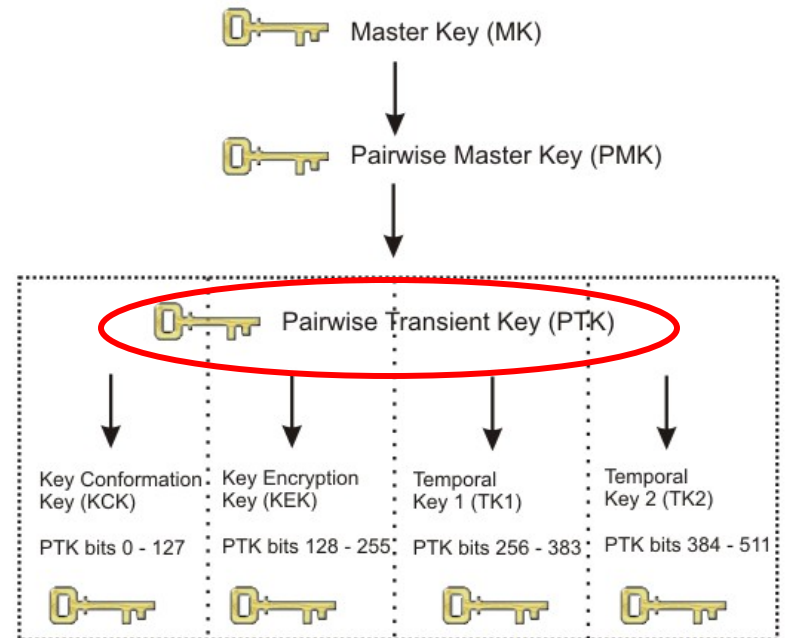 Master Key (MK)
Pairwise Master Key (PMK)
Pairwise Transient Key (PTK)
Key Conformation
Key (KCK)
PTK bits 0 - 127
Key Encryption
Key (KEK)
PTK bits 128 - 255
Temporal
Key 1 (TK1)
PTK bits 256 - 383
Temporal
Key 2 (TK2)
PTK bits 384 - 511